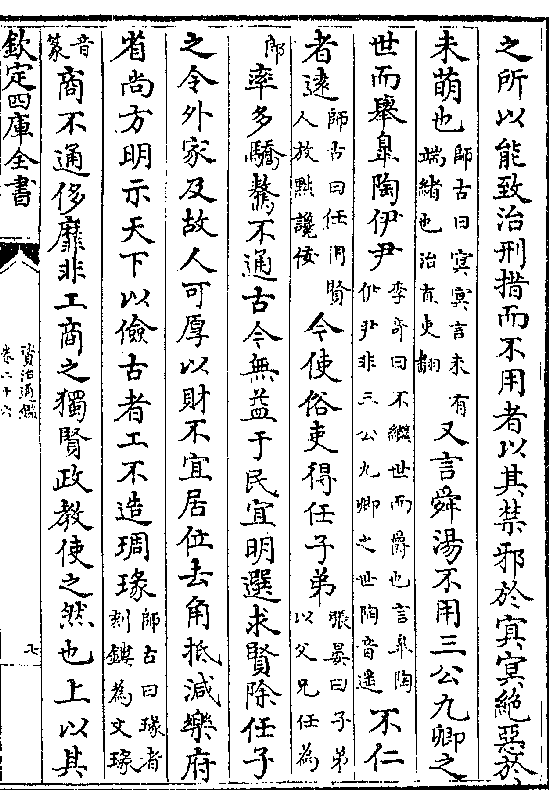 之所以能致治刑措而不用者以其禁邪於冥冥絶惡於
未萌也師古曰冥冥言未有端緒也治直吏翻又言舜湯不用三公九卿之
世而舉臯陶伊尹李竒曰不繼世而爵也言臯陶伊尹非三公九卿之世陶音遥不仁
者逺師古曰任用賢人放黜讒佞今使俗吏得任子弟張晏曰子弟以父兄任為
郎率多驕驁不通古今無益于民宜明選求賢除任子
之令外家及故人可厚以財不宜居位去角抵減樂府
省尚方明示天下以儉古者工不造琱瑑師古曰瑑者刻鏤為文瑑
音篆商不通侈靡非工商之獨賢政教使之然也上以其
欽定四庫全書
資治通鑑
卷二十六
七